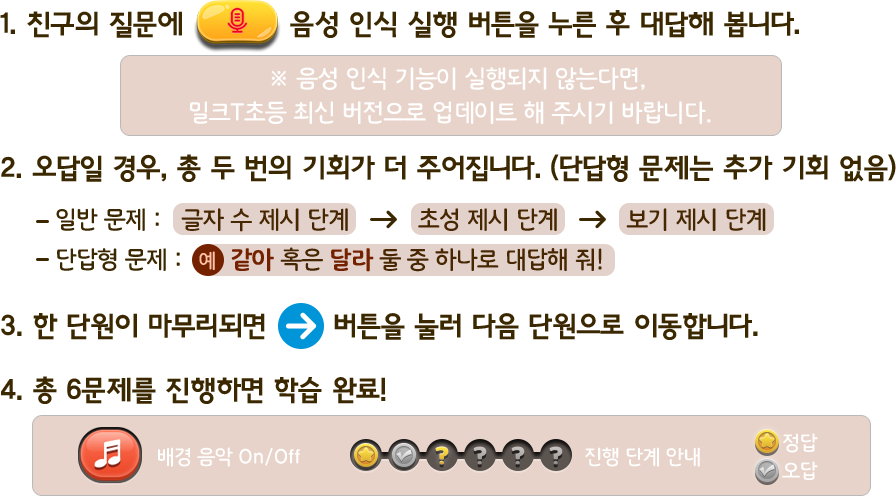 1. 친구의 질문에 음성 인식 실행 버튼을 누른 후 대답해 봅니다.
※ 음성 인식 기능이 실행되지 않는다면,
밀크T초등 최신 버전으로 업데이트 해 주시기 바랍니다.
2. 오답일 경우, 총 두 번의 기회가 더 주어집니다. (단답형 문제는 추가 기회 없음)
– 일반 문제 : 글자 수 제시 단계 → 초성 제시 단계 → 보기 제시 단계
– 단답형 문제 : 예 같아 혹은 달라 둘 중 하나로 대답해 줘!
3. 한 단원이 마무리되면 → 버튼을 눌러 다음 단원으로 이동합니다.
4. 총 6문제를 진행하면 학습 완료!
배경 음악 On/Off ? ? ? ? 진행 단계 안내
정답
오답